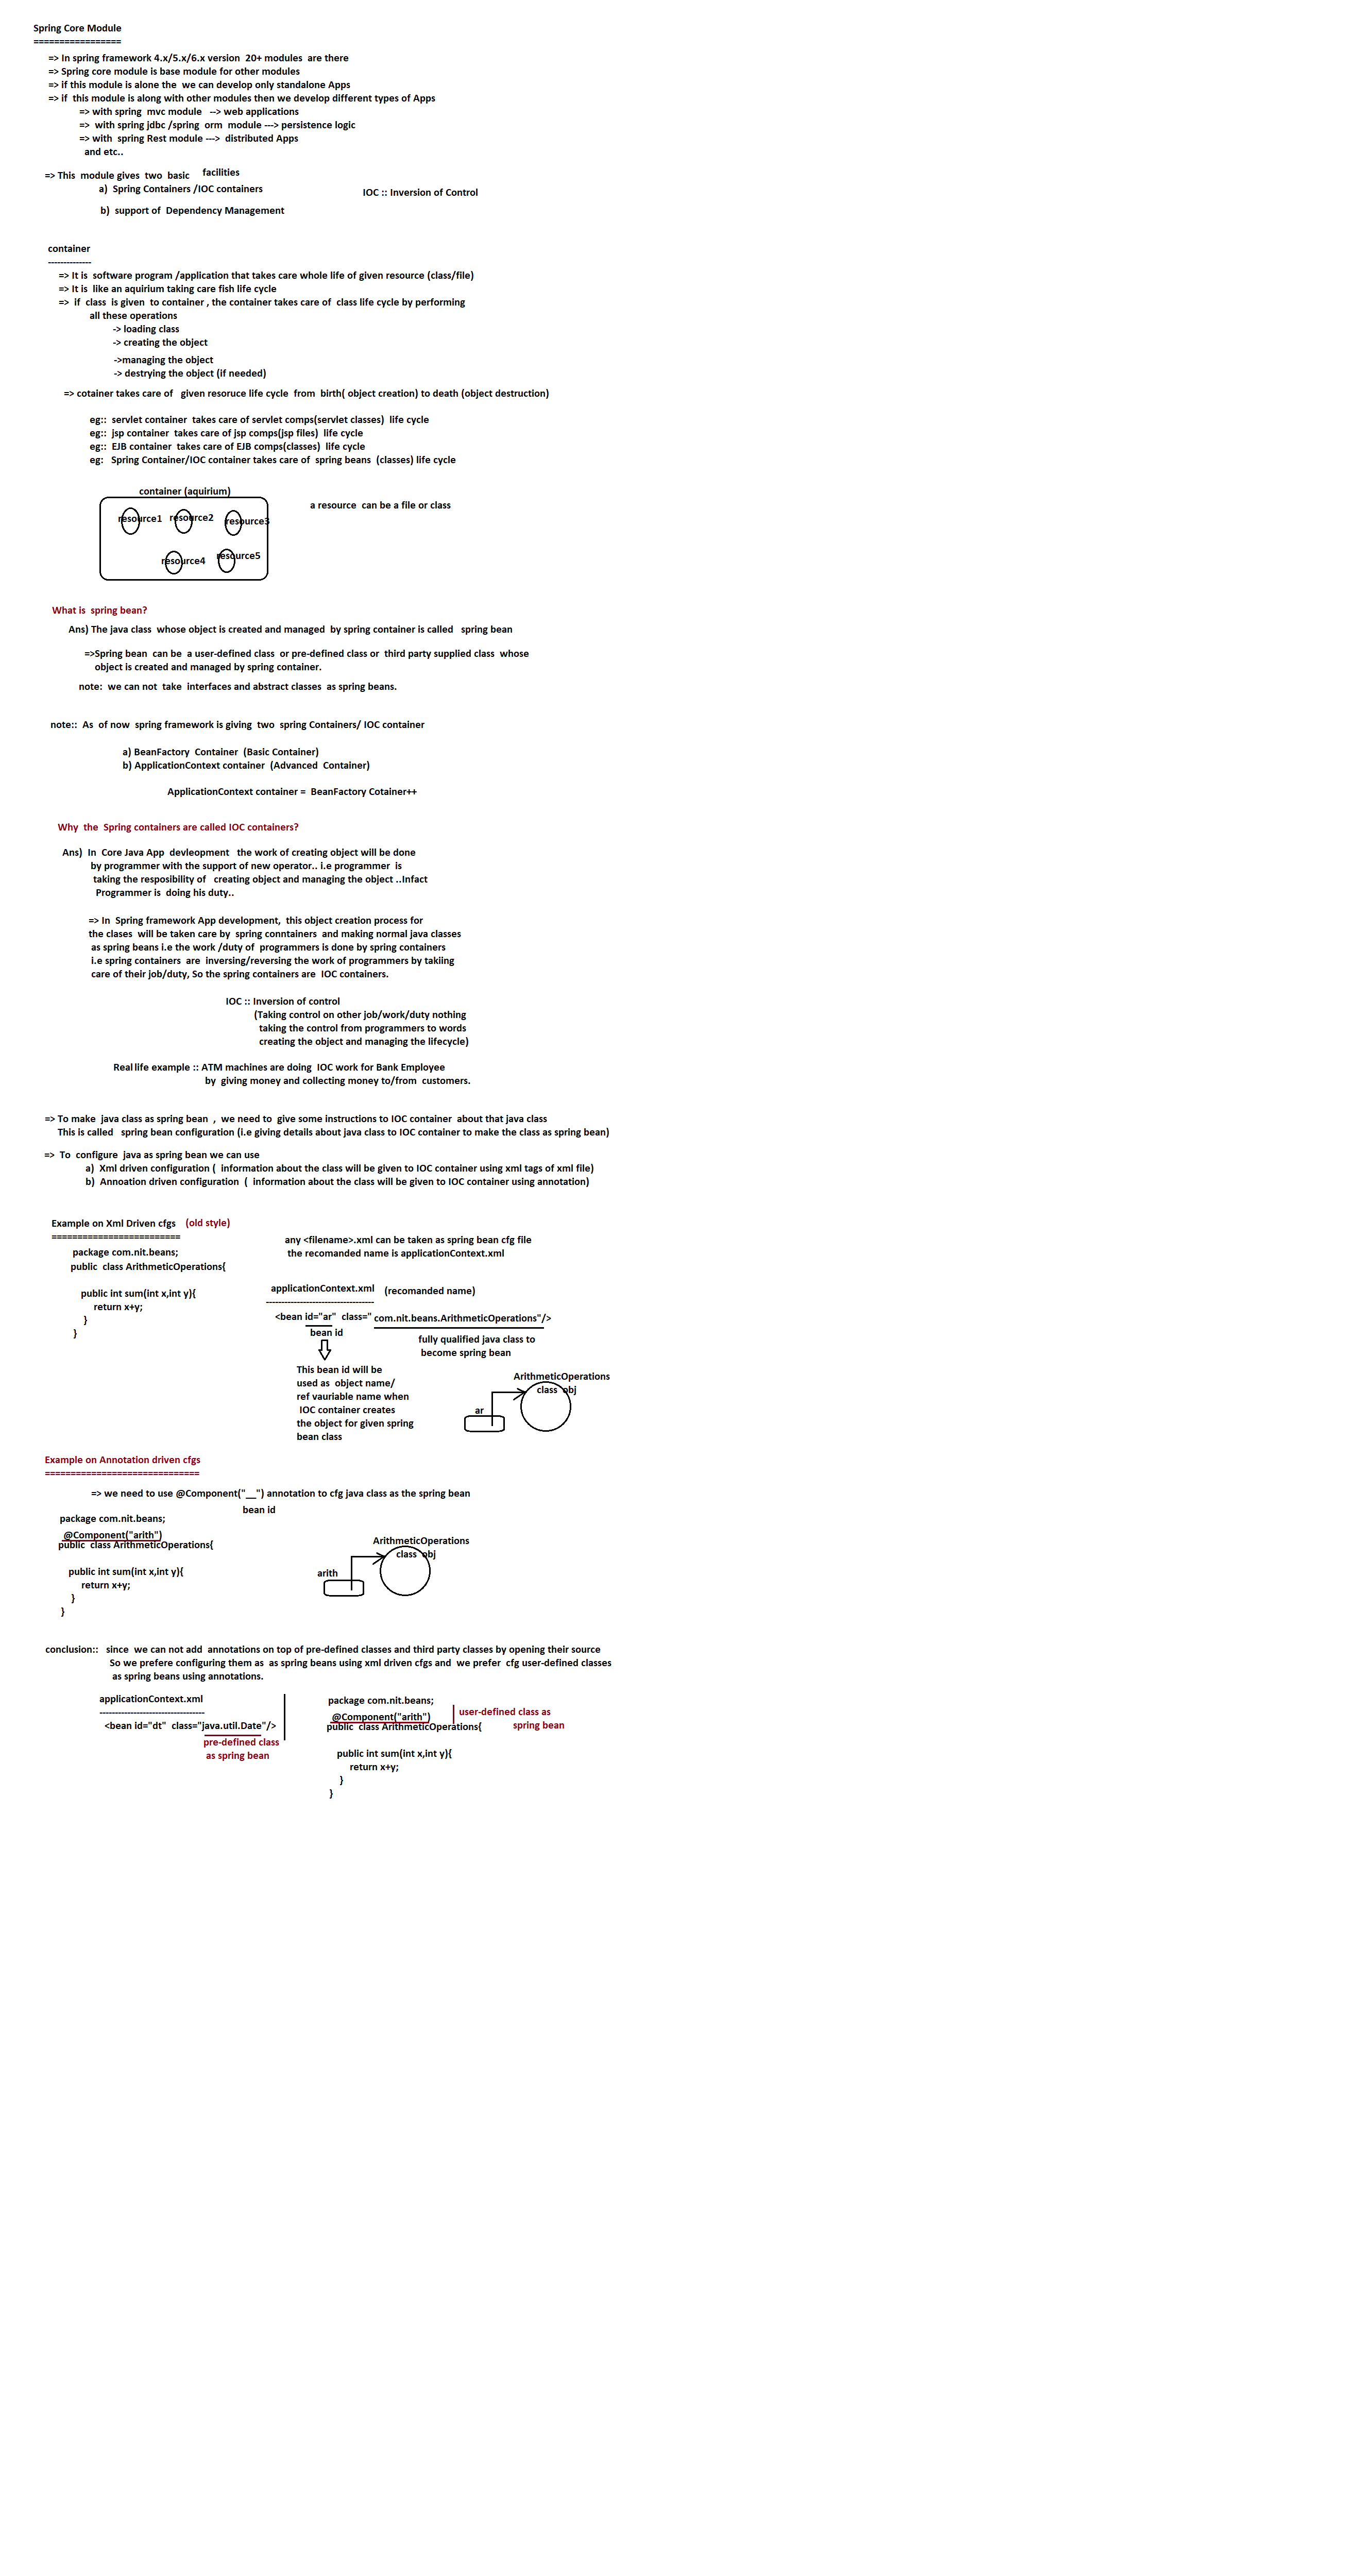 Spring Core Module
=================
=> In spring framework 4.x/5.x/6.x version 20+ modules are there
=> Spring core module is base module for other modules
=> if this module is alone the we can develop only standalone Apps
=> if this module is along with other modules then we develop different types of Apps
=> with spring mvc module --> web applications
=> with spring jdbc /spring orm module ---> persistence logic
=> with spring Rest module ---> distributed Apps
and etc..
=> This module gives two basic facilities
a) Spring Containers /IOC containers
IOC :: Inversion of Control
b) support of Dependency Management
container
--------------
=> It is software program /application that takes care whole life of given resource (class/file)
=> It is like an aquirium taking care fish life cycle
=> if class is given to container , the container takes care of class life cycle by performing
all these operations
-> loading class
-> creating the object
->managing the object
-> destrying the object (if needed)
=> cotainer takes care of given resoruce life cycle from birth( object creation) to death (object destruction)
eg:: servlet container takes care of servlet comps(servlet classes) life cycle
eg:: jsp container takes care of jsp comps(jsp files) life cycle
eg:: EJB container takes care of EJB comps(classes) life cycle
eg: Spring Container/IOC container takes care of spring beans (classes) life cycle
container (aquirium)
a resource can be a file or class
resource1 resource2 resource3
resource4 resource5
What is spring bean?
Ans) The java class whose object is created and managed by spring container is called spring bean
=>Spring bean can be a user-defined class or pre-defined class or third party supplied class whose
object is created and managed by spring container.
note: we can not take interfaces and abstract classes as spring beans.
note:: As of now spring framework is giving two spring Containers/ IOC container
a) BeanFactory Container (Basic Container)
b) ApplicationContext container (Advanced Container)
ApplicationContext container = BeanFactory Cotainer++
Why the Spring containers are called IOC containers?
Ans) In Core Java App devleopment the work of creating object will be done
by programmer with the support of new operator.. i.e programmer is
taking the resposibility of creating object and managing the object ..Infact
Programmer is doing his duty..
=> In Spring framework App development, this object creation process for
the clases will be taken care by spring conntainers and making normal java classes
as spring beans i.e the work /duty of programmers is done by spring containers
i.e spring containers are inversing/reversing the work of programmers by takiing
care of their job/duty, So the spring containers are IOC containers.
IOC :: Inversion of control
(Taking control on other job/work/duty nothing
taking the control from programmers to words
creating the object and managing the lifecycle)
Real life example :: ATM machines are doing IOC work for Bank Employee
by giving money and collecting money to/from customers.
=> To make java class as spring bean , we need to give some instructions to IOC container about that java class
This is called spring bean configuration (i.e giving details about java class to IOC container to make the class as spring bean)
=> To configure java as spring bean we can use
a) Xml driven configuration ( information about the class will be given to IOC container using xml tags of xml file)
b) Annoation driven configuration ( information about the class will be given to IOC container using annotation)
Example on Xml Driven cfgs (old style)
=========================
package com.nit.beans;
public class ArithmeticOperations{
public int sum(int x,int y){
return x+y;
}
}
any <filename>.xml can be taken as spring bean cfg file
the recomanded name is applicationContext.xml
applicationContext.xml (recomanded name)
-----------------------------------
<bean id="ar" class=" com.nit.beans.ArithmeticOperations"/>
bean id
fully qualified java class to
become spring bean
This bean id will be
used as object name/
ref vauriable name when
IOC container creates
the object for given spring
bean class
ArithmeticOperations
class obj
ar
Example on Annotation driven cfgs
==============================
=> we need to use @Component("__") annotation to cfg java class as the spring bean
bean id
package com.nit.beans;
@Component("arith")
public class ArithmeticOperations{
public int sum(int x,int y){
return x+y;
}
}
ArithmeticOperations
class obj
arith
conclusion:: since we can not add annotations on top of pre-defined classes and third party classes by opening their source
So we prefere configuring them as as spring beans using xml driven cfgs and we prefer cfg user-defined classes
as spring beans using annotations.
applicationContext.xml
----------------------------------
<bean id="dt" class="java.util.Date"/>
pre-defined class
as spring bean
package com.nit.beans;
@Component("arith")
public class ArithmeticOperations{
user-defined class as
spring bean
public int sum(int x,int y){
return x+y;
}
}